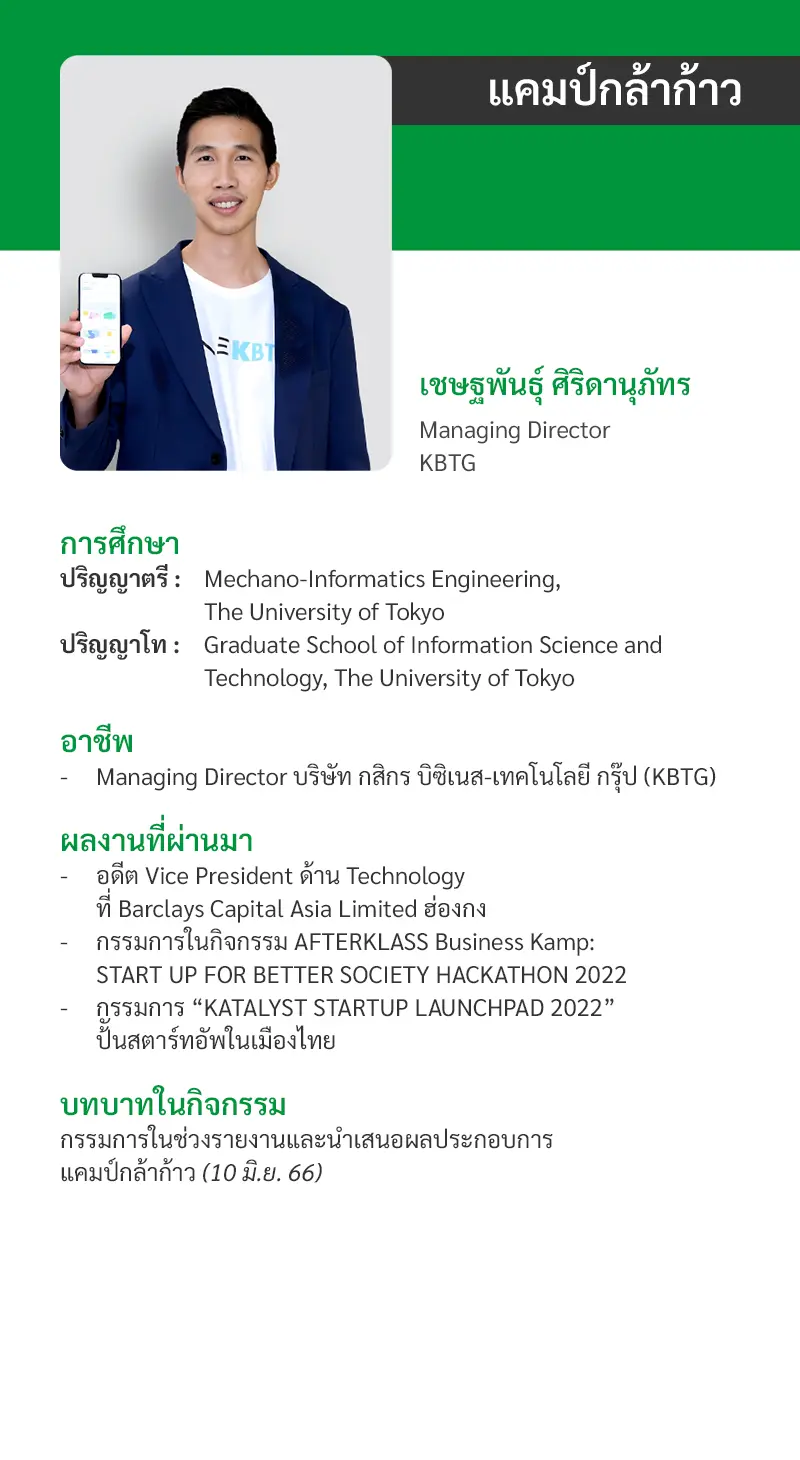 แคมป์กล้าก้าว
KBT
เชษฐพันธุ์ ศิริดานุภัทร
Managing Director
KBTG
การศึกษา
ปริญญาตรี : Mechano-Informatics Engineering,
The University of Tokyo
ปริญญาโท : Graduate School of Information Science and
Technology, The University of Tokyo
อาชีพ
- Managing Director บริษัท กสิกร บิซิเนส-เทคโนโลยี กรุ๊ป (KBTG)
ผลงานที่ผ่านมา
- อดีต Vice President ด้าน Technology
ที่ Barclays Capital Asia Limited ฮ่องกง
- กรรมการในกิจกรรม AFTERKLASS Business Kamp:
START UP FOR BETTER SOCIETY HACKATHON 2022
- กรรมการ “KATALYST STARTUP LAUNCHPAD 2022”
ปั้นสตาร์ทอัพในเมืองไทย
บทบาทในกิจกรรม
กรรมการในช่วงรายงานและนำเสนอผลประกอบการ
แคมป์กล้าก้าว (10 มิ.ย. 66)